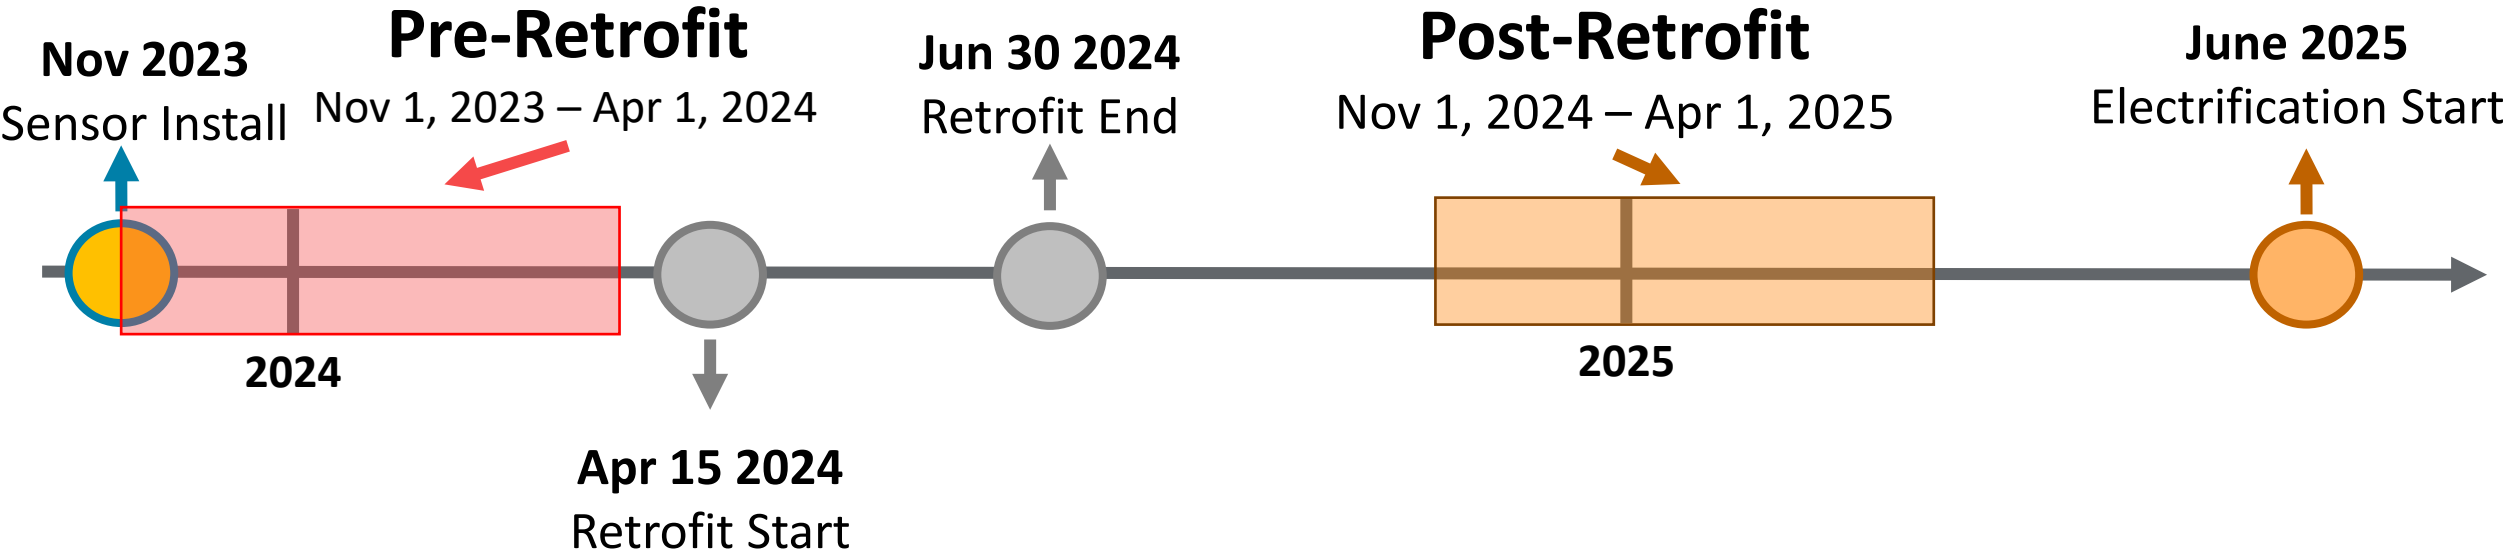 Nov 2023
Sensor Install
Pre-Retrofit
Nov 1, 2023 – Apr 1, 2024
Jun 30 2024
Retrofit End
Post-Retrofit
Nov 1, 2024 – Apr 1, 2025
June 2025
Electrification Start
2024
2025
Apr 15 2024
Retrofit Start